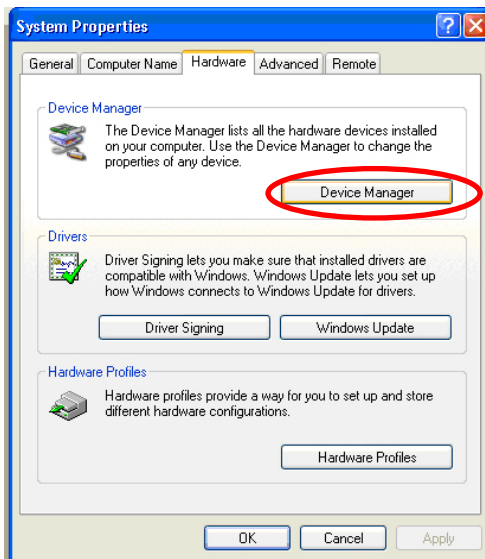 System Properties
?
X
General
Computer Name
Hardware
Advanced
Remote
Device Manager
The Device Manager lists all the hardware devices installed
on your computer. Use the Device Manager to change the
properties of any device.
Device Manager
Drivers
Driver Signing lets you make sure that installed drivers are
compatible with Windows. Windows Update lets you set up
how Windows connects to Windows Update for drivers.
Driver Signing
Windows Update
Hardware Profiles
Hardware profiles provide a way for you to set up and store
different hardware configurations.
Hardware Profiles
OK
Cancel
Apply